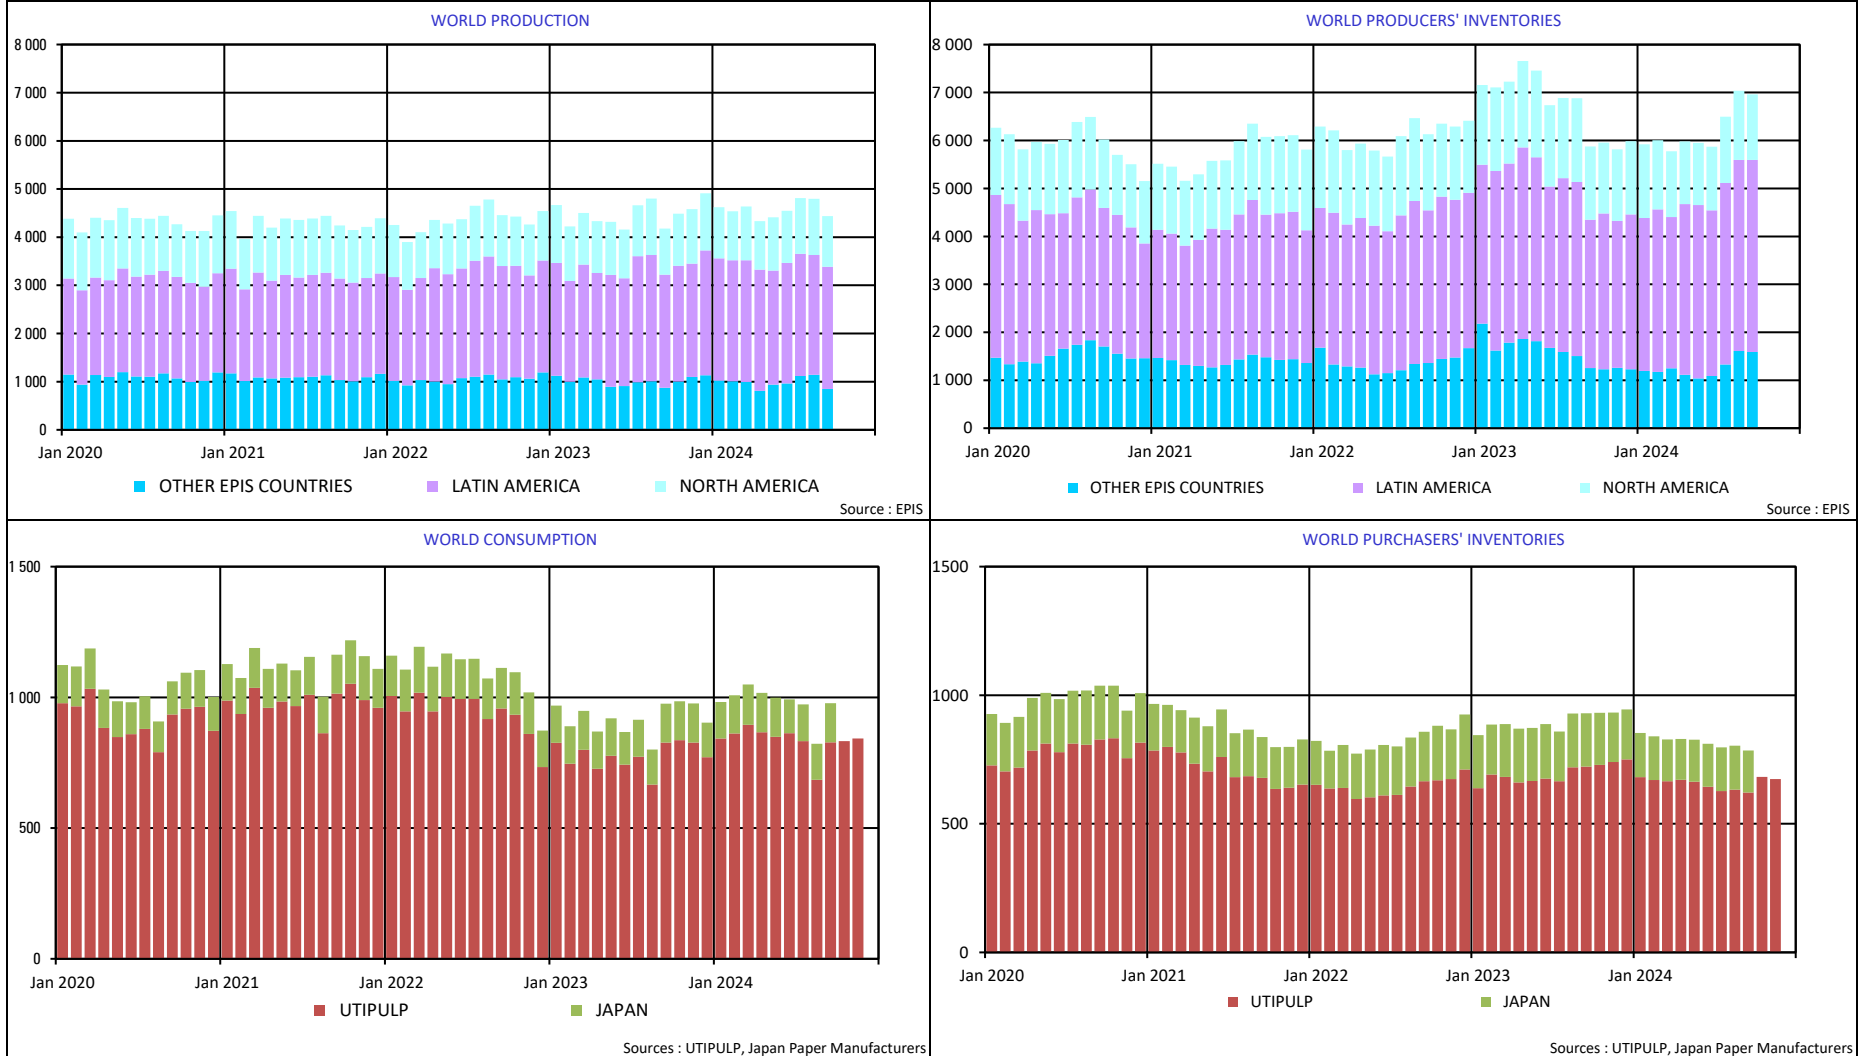 WORLD PRODUCTION
8 000
7 000
6 000
5 000
4 000
3 000
2 000
1 000
0
Jan 2020 Jan 2021 Jan 2022 Jan 2023 Jan 2024
OTHER EPIS COUNTRIES LATIN AMERICA NORTH AMERICA
Source : EPIS
WORLD PRODUCERS' INVENTORIES
8 000
7 000
6 000
5 000
4 000
3 000
2 000
1 000
0
Jan 2020 Jan 2021 Jan 2022 Jan 2023 Jan 2024
OTHER EPIS COUNTRIES LATIN AMERICA NORTH AMERICA
Source : EPIS
WORLD CONSUMPTION
1 500
1 000
500
0
Jan 2020 Jan 2021 Jan 2022 Jan 2023 Jan 2024
UTIPULP JAPAN
Sources : UTIPULP, Japan Paper Manufacturers
WORLD PURCHASERS' INVENTORIES
1500
1000
500
0
Jan 2020 Jan 2021 Jan 2022 Jan 2023 Jan 2024
UTIPULP JAPAN
Sources : UTIPULP, Japan Paper Manufacturers